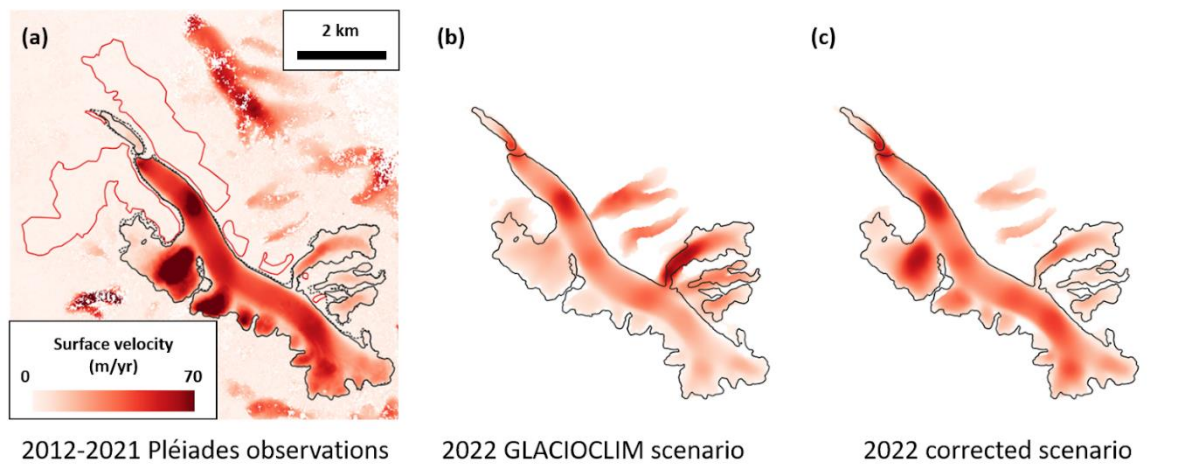 (a)
2 km
(b)
(c)
Surface velocity
(m/yr)
0
70
2012-2021 Pléiades observations
2022 GLACIOCLIM scenario
2022 corrected scenario